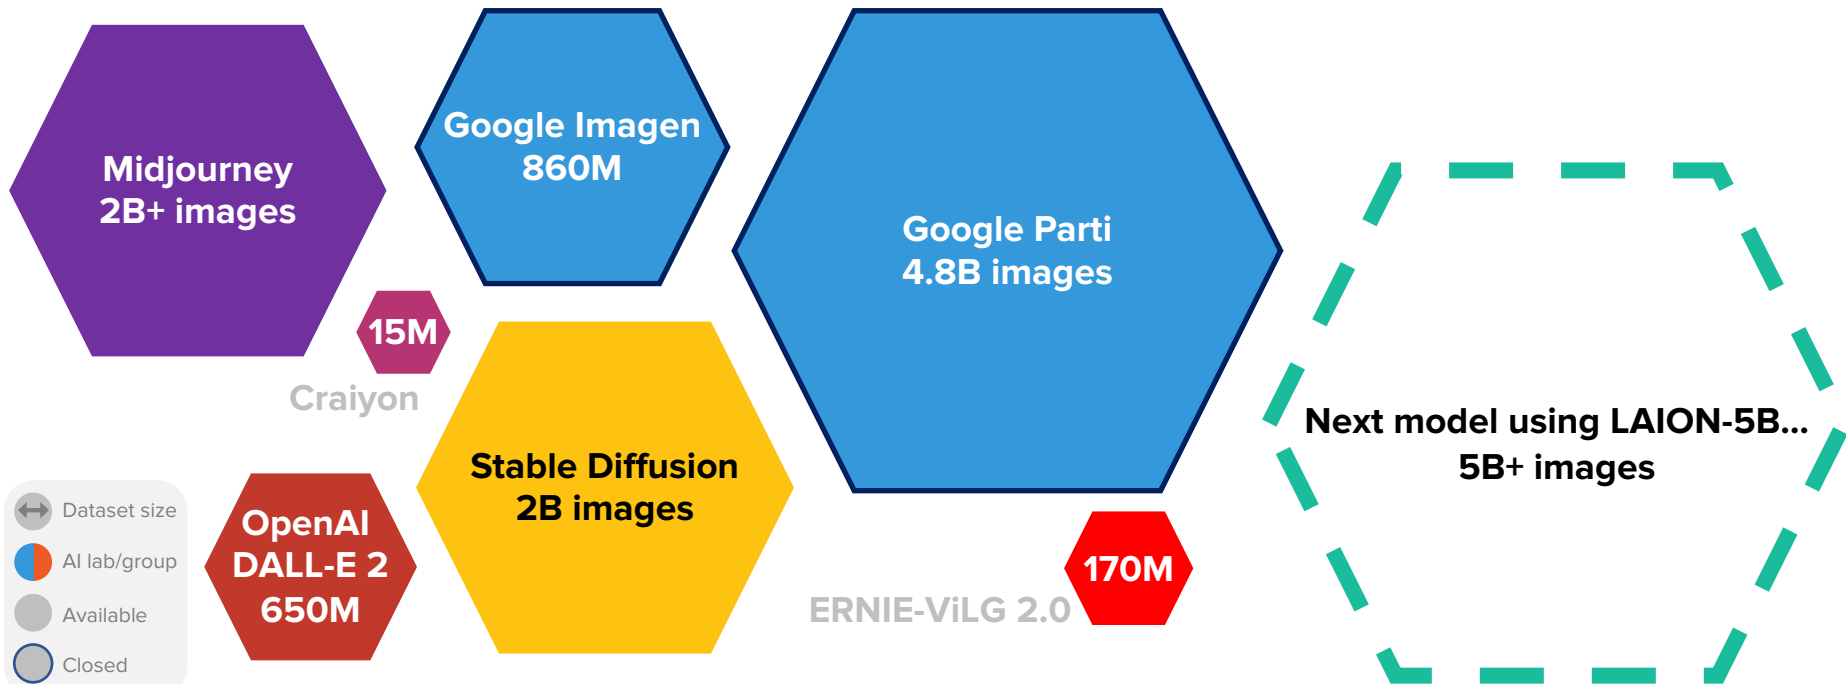 Midjourney
2B+ images
Google Imagen
860M
Google Parti
4.8B images
15M
Craiyon
Stable Diffusion
2B images
Next model using LAION-5B...
5B+ images
OpenAI
DALL-E 2
650M
170M
ERNIE-ViLG 2.0
Dataset size
AI lab/group
Available
Closed